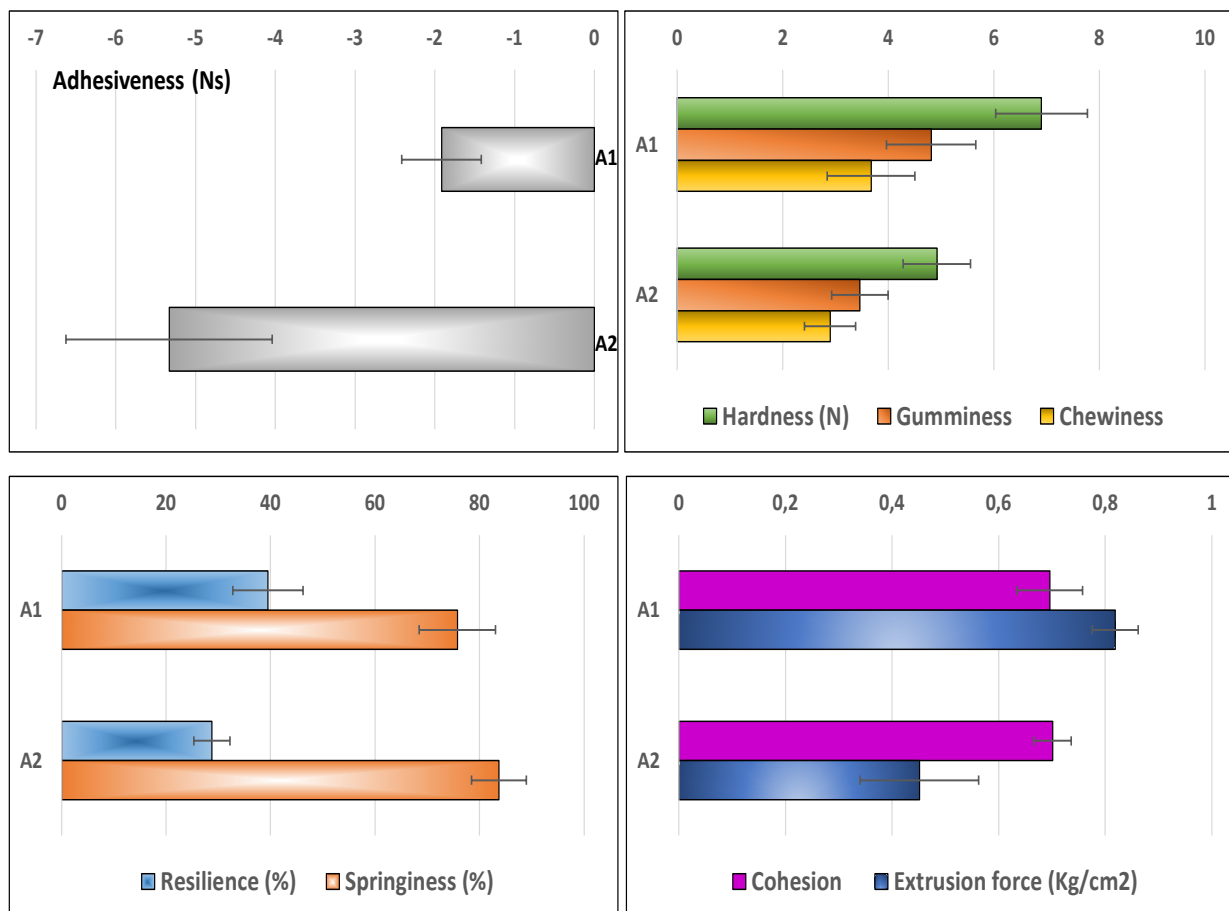 -7 -6 -5 -4 -3 -2 -1 0
Adhesiveness (Ns)
A1
A2
0 2 4 6 8 10
A1
A2
Hardness (N) Gumminess Chewiness
0 20 40 60 80 100
A1
A2
Resilience (%) Springiness (%)
0 0,2 0,4 0,6 0,8 1
A1
A2
Cohesion Extrusion force (Kg/cm2)